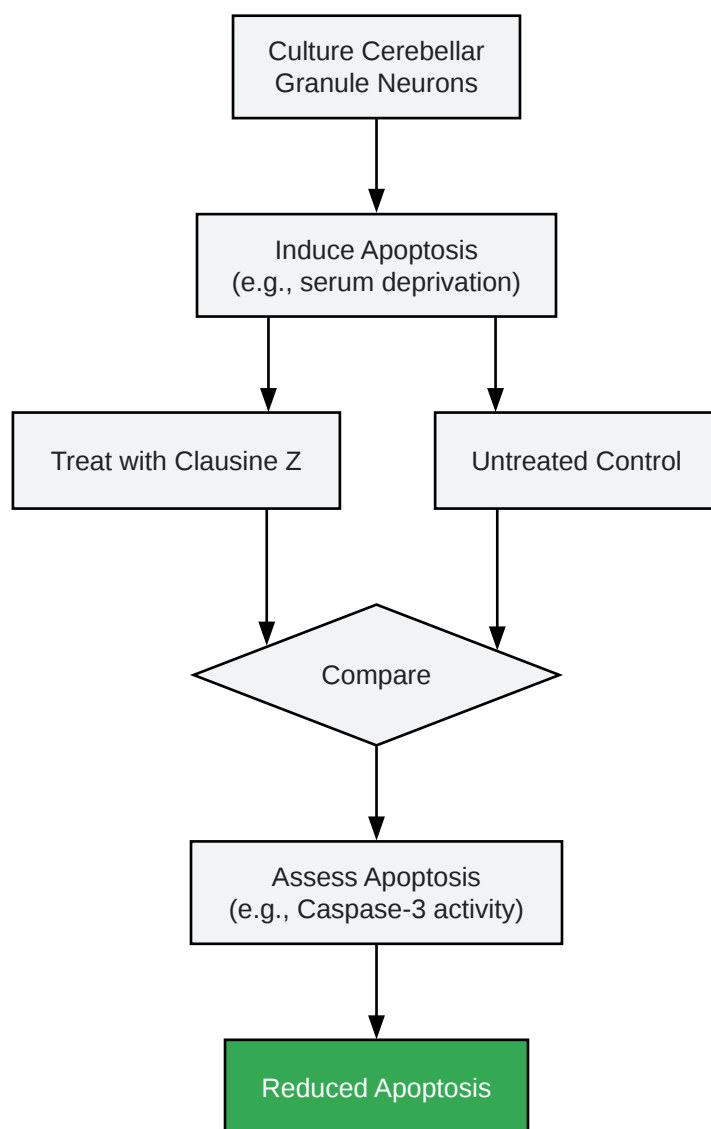 Culture Cerebellar
Granule Neurons
Induce Apoptosis
(e.g., serum deprivation)
Treat with Clausine Z
Untreated Control
Compare
Assess Apoptosis
(e.g., Caspase-3 activity)
Reduced Apoptosis